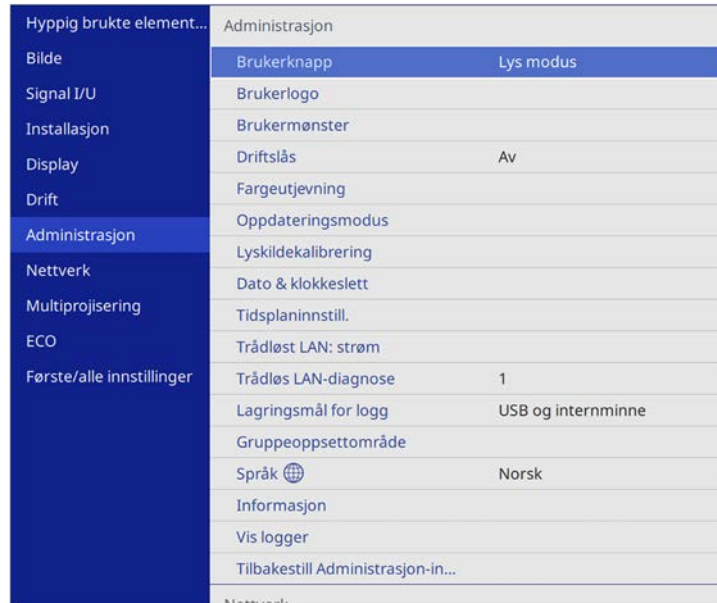 Hyppig brukte element...
Bilde
Signal I/U
Installasjon
Display
Drift
Administrasjon
Nettverk
Multiprojisering
ECO
Første/alle innstillinger
Administrasjon
Brukerknapp Lys modus
Brukerlogo
Brukermønster
Driftslås Av
Fargeutjevning
Oppdateringsmodus
Lyskildekalibrering
Dato & klokkeslett
Tidsplaninnstill.
Trådløst LAN: strøm
Trådløs LAN-diagnose 1
Lagringsmål for logg USB og internminne
Gruppeoppsettområde
Språk Norsk
Informasjon
Vis logger
Tilbakestill Administrasjon-in...
Nettverk